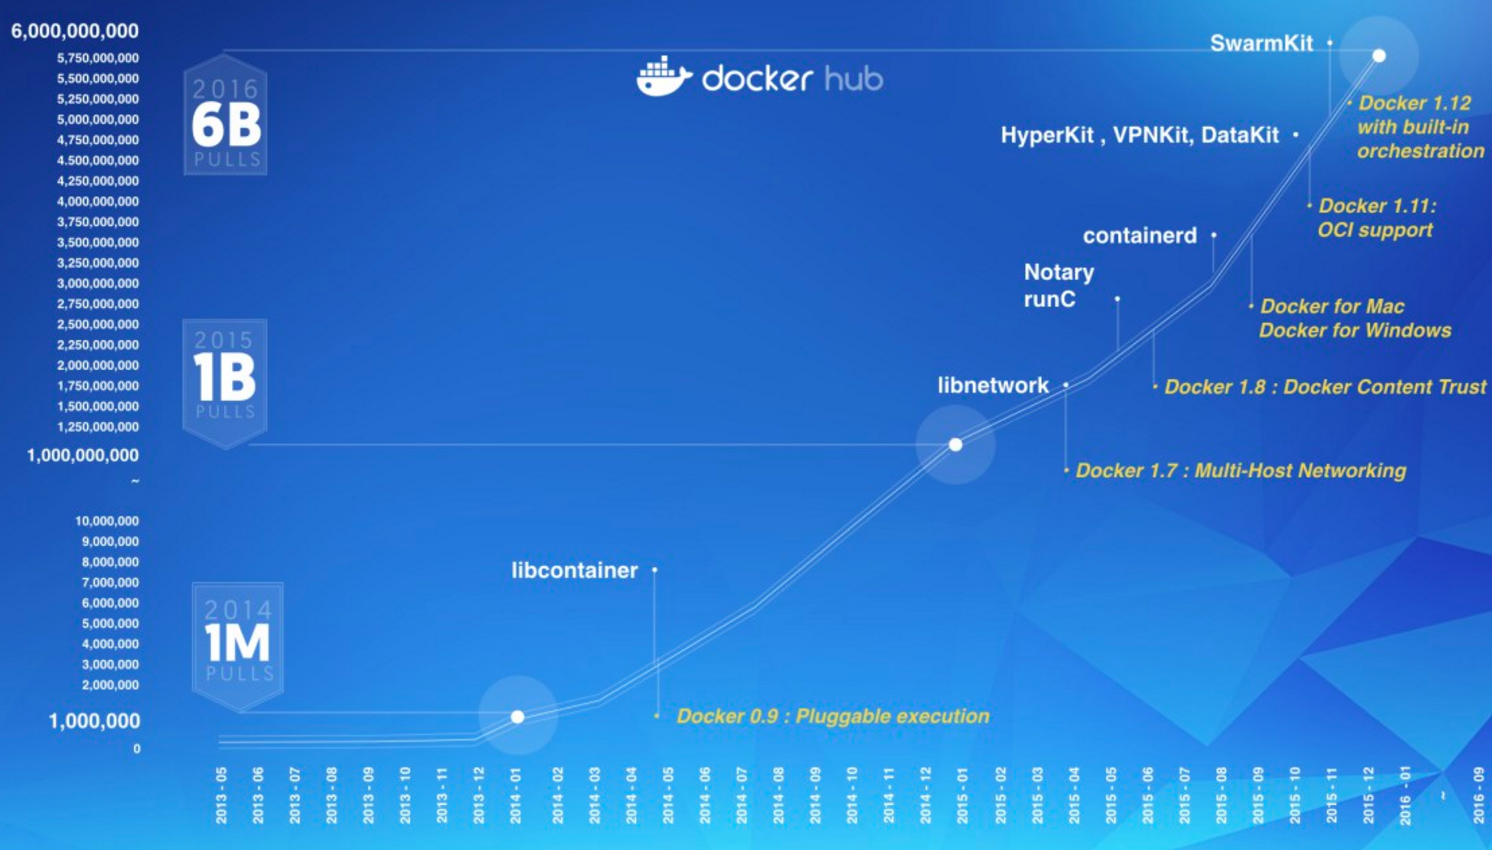 6,000,000,000
5,750,000,000
5,500,000,000
5,250,000,000
5,000,000,000
4,750,000,000
4.500,000,000
4,250,000,000
4,000,000,000
3,750,000,000
3,500,000,000
3,250,000,000
3,000,000,000
2,750,000,000
2,500,000,000
2,250,000,000
2,000,000,000
1,750,000,000
1,500,000,000
1,250,000,000
1,000,000,000
~
10,000,000
9,000,000
8,000,000
7,000,000
6,000,000
5,000,000
4,000,000
3,000,000
2,000,000
1,000,000
0
2016
6B
PULLS
2015
1B
PULLS
2014
1M
PULLS
docker hub
SwarmKit
Docker 1.12
with built-in
orchestration
HyperKit , VPNKit, DataKit
Docker 1.11:
OCI support
containerd
Notary
runC
Docker for Mac
Docker for Windows
libnetwork
Docker 1.8 : Docker Content Trust
Docker 1.7 : Multi-Host Networking
libcontainer
Docker 0.9 : Pluggable execution
2013 - 05
2013 - 06
2013 - 07
2013 - 08
2013 - 09
2013 - 10
2013 - 11
2013 - 12
2014 - 01
2014 - 02
2014 - 03
2014 - 04
2014 - 05
2014 - 06
2014 - 07
2014 - 08
2014 - 09
2014 - 10
2014 - 11
2014 - 12
2015 - 01
2015 - 02
2015 - 03
2015 - 04
2015 - 05
2015 - 06
2015 - 07
2015 - 08
2015 - 09
2015 - 10
2015 - 11
2015 - 12
2016 - 01
~
2016 - 09